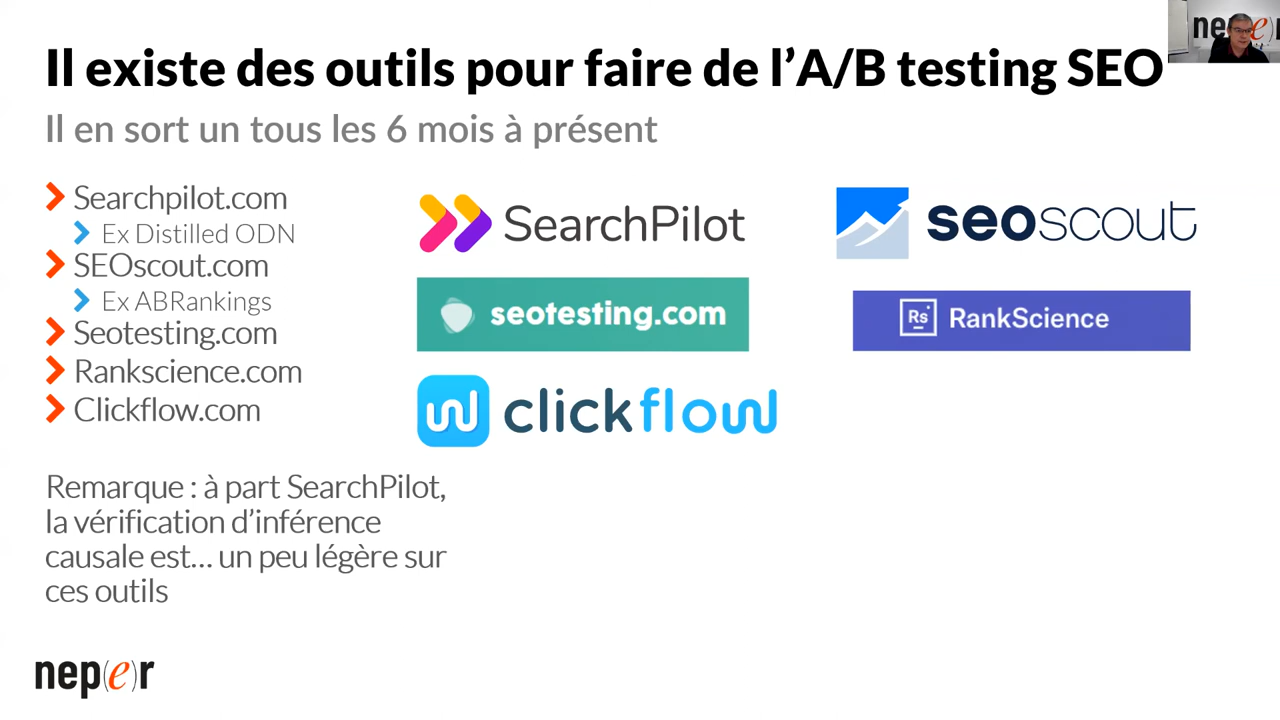 Il existe des outils pour faire de l’A/B testing SEO
Il en sort un tous les 6 mois à présent
Searchpilot.com
Ex Distilled ODN
SEOscout.com
Ex ABRankings
Seotesting.com
Rankscience.com
Clickflow.com
SearchPilot
seoscout
seotesting.com
Rs
RankScience
clickflow
Remarque : à part SearchPilot,
la vérification d’inférence
causale est... un peu légère sur
ces outils
nep(e)r
nep(e)r